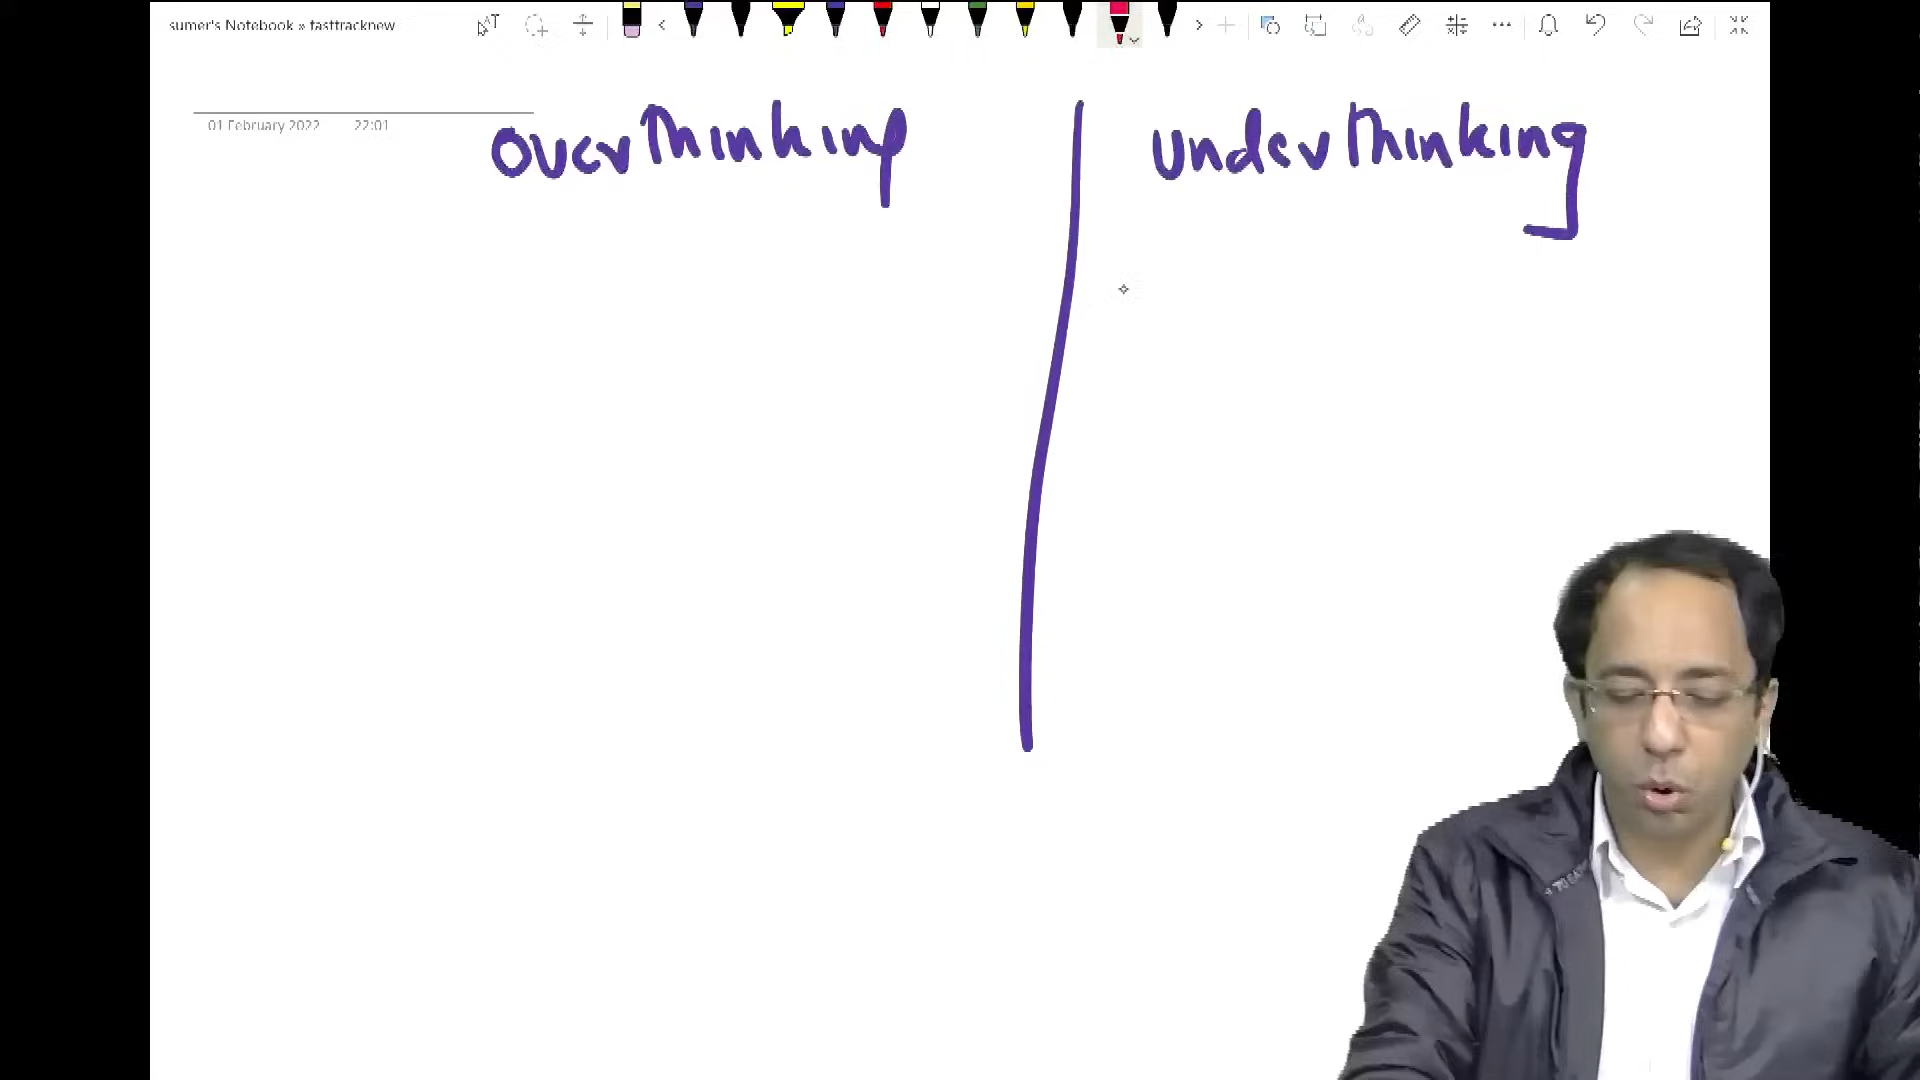 sumer's Notebook » fasttracknew
01 February 2022 22:01
Overthinking
Underthinking